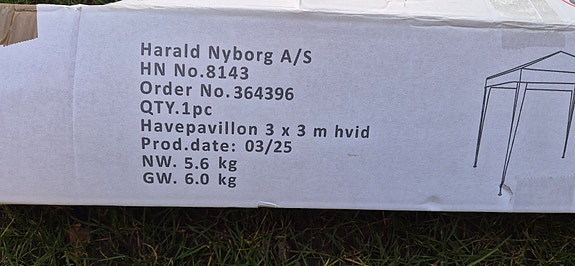 Harald Nyborg A/S
HN No.8143
Order No.364396
QTY.1pc
Havepavillon 3 x 3 m hvid
Prod.date: 03/25
NW. 5.6 kg
GW. 6.0 kg